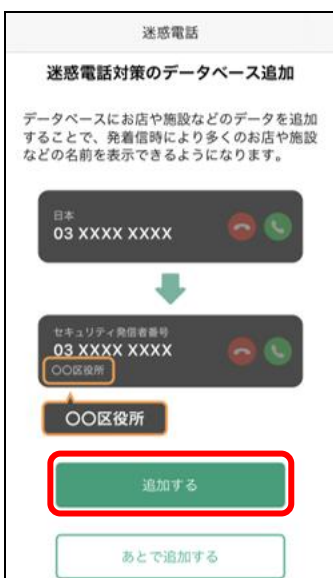 迷惑電話
迷惑電話対策のデータベース追加
データベースにお店や施設などのデータを追加
することで、発着信時により多くのお店や施設
などの名前を表示できるようになります。
日本
03 XXXX XXXX
セキュリティ発信者番号
03 XXXX XXXX
〇〇区役所
〇〇区役所
追加する
あとで追加する